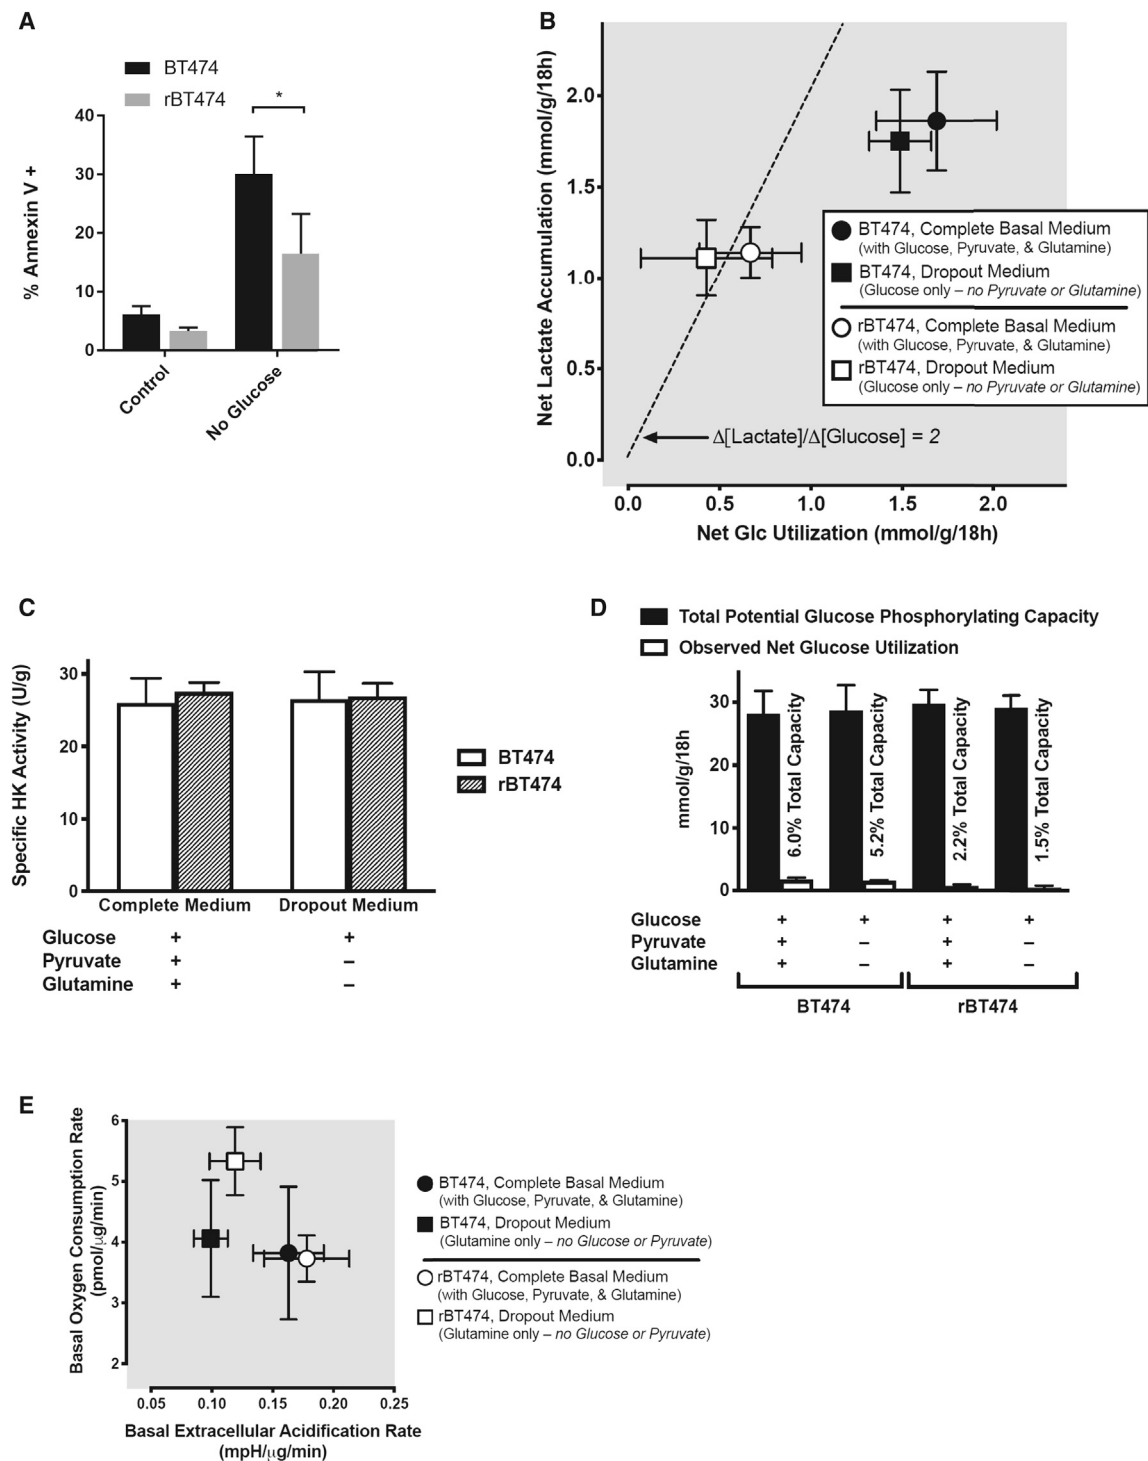 A
BT474
rBT474
*
% Annexin V +
40
30
20
10
0
Control
No Glucose
B
Net Lactate Accumulation (mmol/g/18h)
2.0
1.5
1.0
0.5
0.0
BT474, Complete Basal Medium
(with Glucose, Pyruvate, & Glutamine)
BT474, Dropout Medium
(Glucose only – no Pyruvate or Glutamine)
rBT474, Complete Basal Medium
(with Glucose, Pyruvate, & Glutamine)
rBT474, Dropout Medium
(Glucose only – no Pyruvate or Glutamine)
Δ[Lactate]/Δ[Glucose] = 2
0.0 0.5 1.0 1.5 2.0
Net Glc Utilization (mmol/g/18h)
C
Specific HK Activity (U/g)
30
20
10
0
BT474
rBT474
Complete Medium Dropout Medium
Glucose + +
Pyruvate + –
Glutamine + –
D
Total Potential Glucose Phosphorylating Capacity
Observed Net Glucose Utilization
mmol/g/18h
30
20
10
0
6.0% Total Capacity
5.2% Total Capacity
2.2% Total Capacity
1.5% Total Capacity
Glucose + + + +
Pyruvate + – + –
Glutamine + – + –
BT474 rBT474
E
Basal Oxygen Consumption Rate
(pmol/μg/min)
6
5
4
3
2
BT474, Complete Basal Medium
(with Glucose, Pyruvate, & Glutamine)
BT474, Dropout Medium
(Glutamine only – no Glucose or Pyruvate)
rBT474, Complete Basal Medium
(with Glucose, Pyruvate, & Glutamine)
rBT474, Dropout Medium
(Glutamine only – no Glucose or Pyruvate)
0.05 0.10 0.15 0.20 0.25
Basal Extracellular Acidification Rate
(mpH/μg/min)